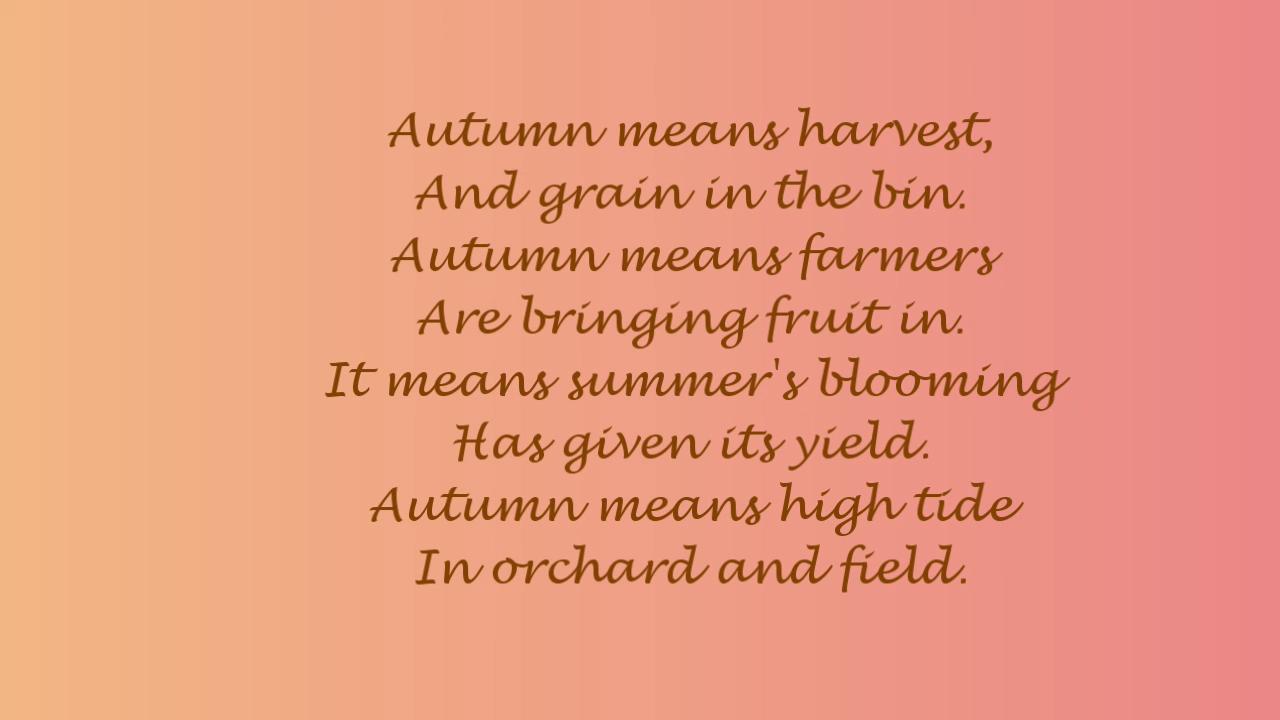 Autumn means harvest,
And grain in the bin.
Autumn means farmers
Are bringing fruit in.
It means summer's blooming
Has given its yield.
Autumn means high tide
In orchard and field.